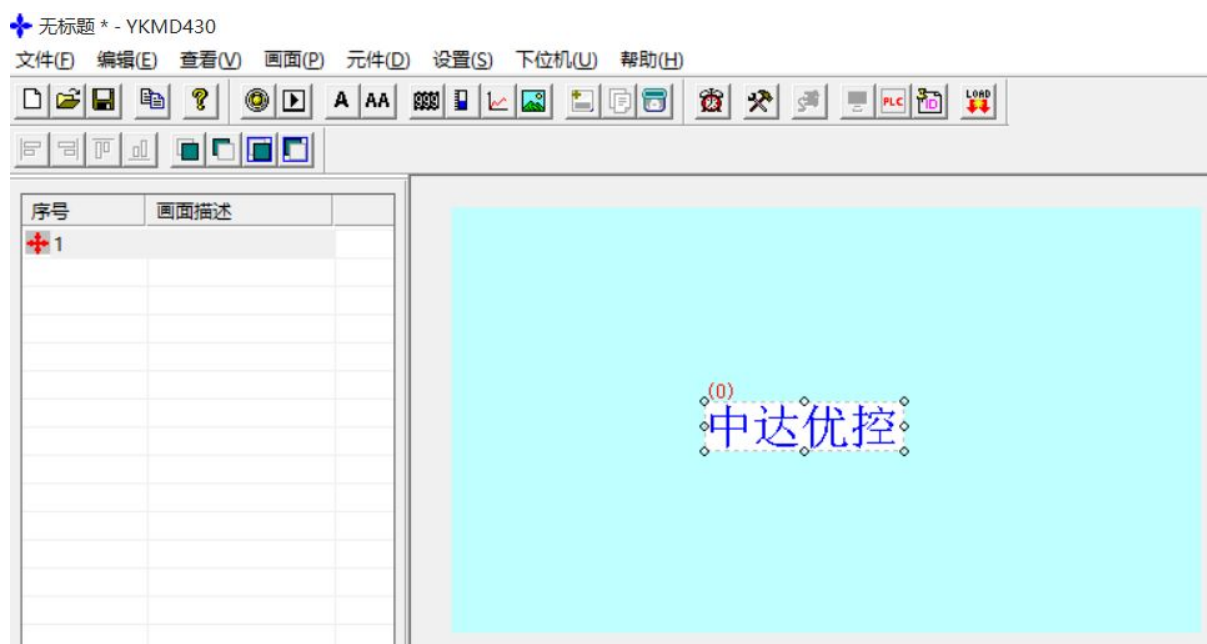 无标题 * - YKMD430
文件(F) 编辑(E) 查看(V) 画面(P) 元件(D) 设置(S) 下位机(U) 帮助(H)
A AA PLC ID LOAD
序号 画面描述
1
(0)
中达优控